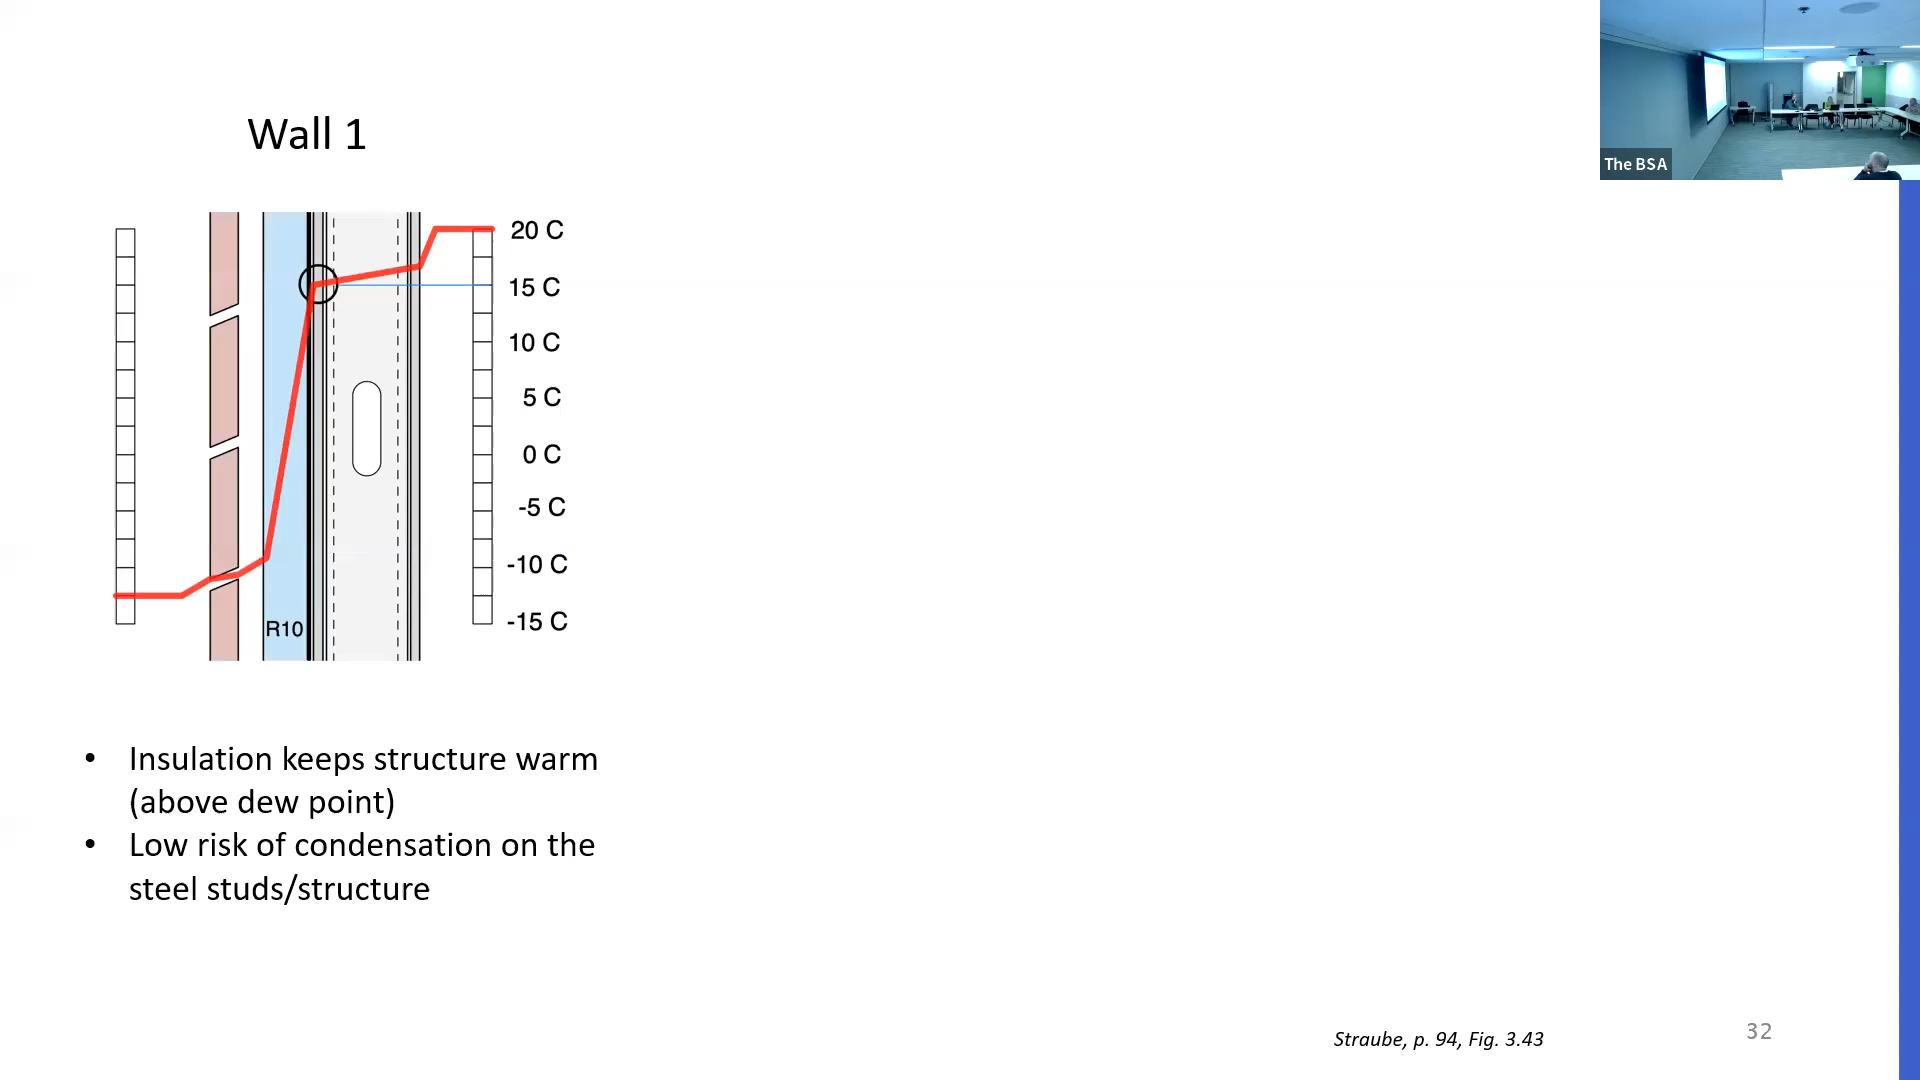 Wall 1
The BSA
20 C
15 C
10 C
5 C
0 C
-5 C
-10 C
-15 C
R10
• Insulation keeps structure warm
(above dew point)
• Low risk of condensation on the
steel studs/structure
Straube, p. 94, Fig. 3.43
32